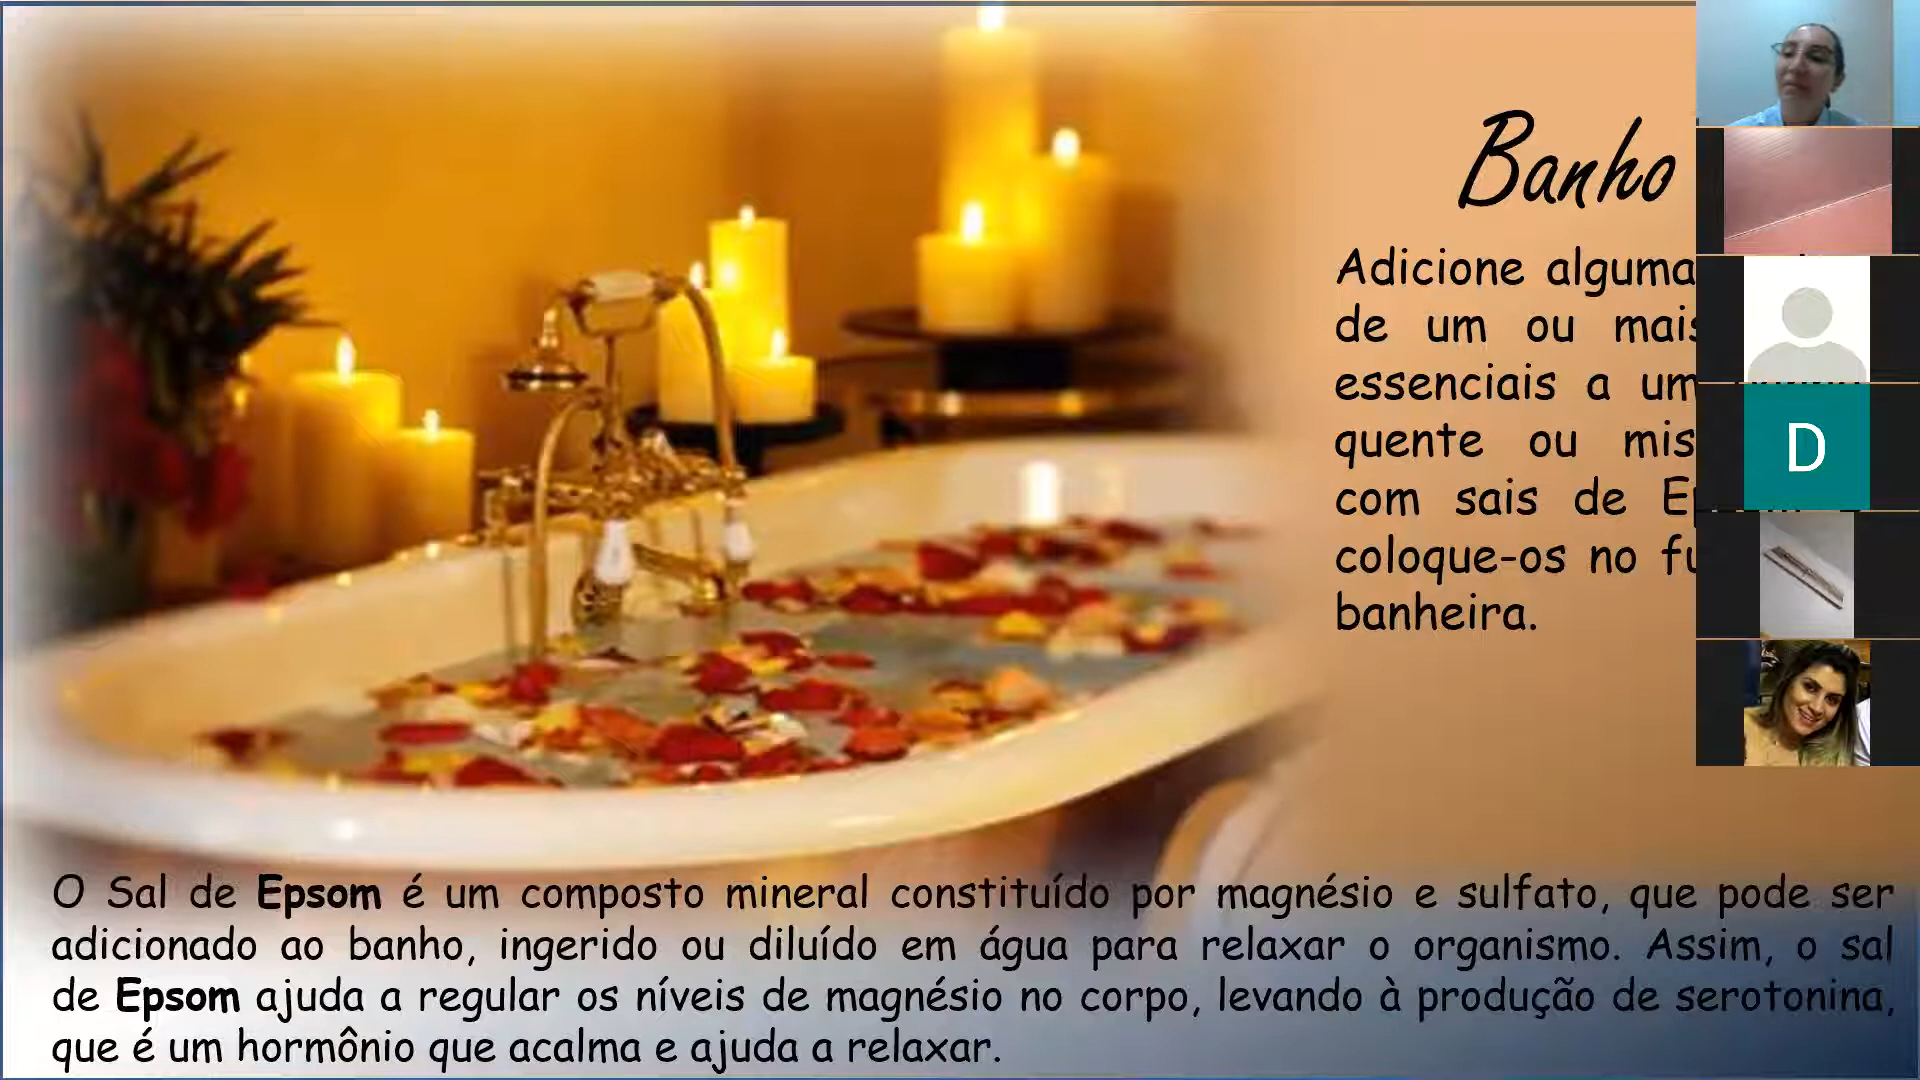 Banho
Adicione alguma
de um ou mais
essenciais a um
quente ou mis
com sais de
coloque-os no
banheira.
D
O Sal de Epsom é um composto mineral constituído por magnésio e sulfato, que pode ser
adicionado ao banho, ingerido ou diluído em água para relaxar o organismo. Assim, o sal
de Epsom ajuda a regular os níveis de magnésio no corpo, levando à produção de serotonina,
que é um hormônio que acalma e ajuda a relaxar.